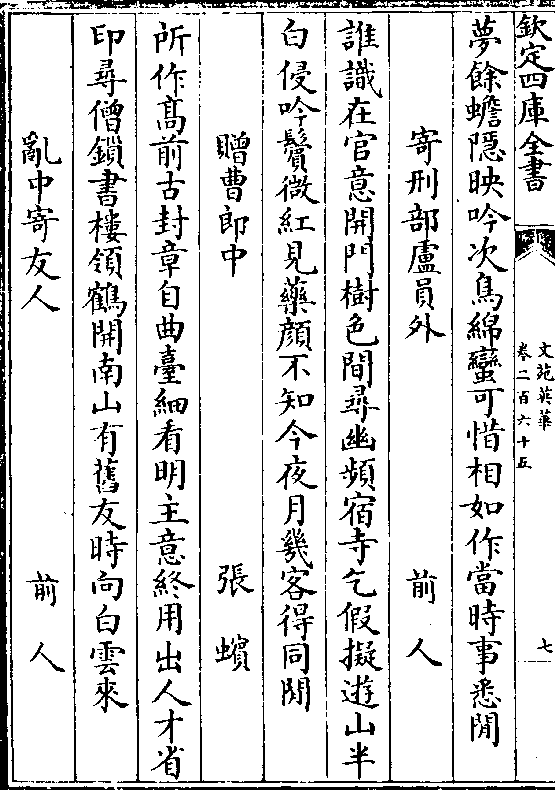 欽定四庫全書
文苑英華
卷二百六十五
七
夢餘蟾隱映吟次鳥綿蠻可惜相如作當時事悉閒
寄刑部盧員外　前人
誰識在官意開門樹色間尋幽頻宿寺乞假擬遊山半
白侵吟鬢微紅見藥顔不知今夜月幾客得同閒
贈曹郎中　張蠙
所作髙前古封章自曲臺細看明主意終用出人才省
印尋僧鎖書樓領鶴開南山有舊友時向白雲來
亂中寄友人　前人